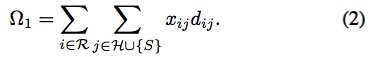 Ω₁ = ∑_{i∈ℛ} ∑_{j∈ℋ∪{S}} x_{ij}d_{ij}. (2)